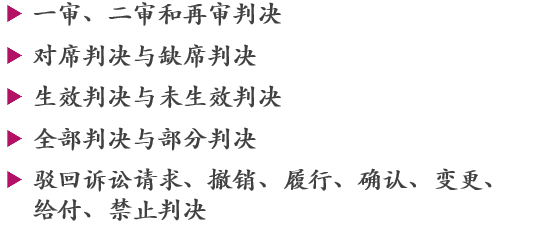 一审、二审和再审判决
对席判决与缺席判决
生效判决与未生效判决
全部判决与部分判决
驳回诉讼请求、撤销、履行、确认、变更、
给付、禁止判决